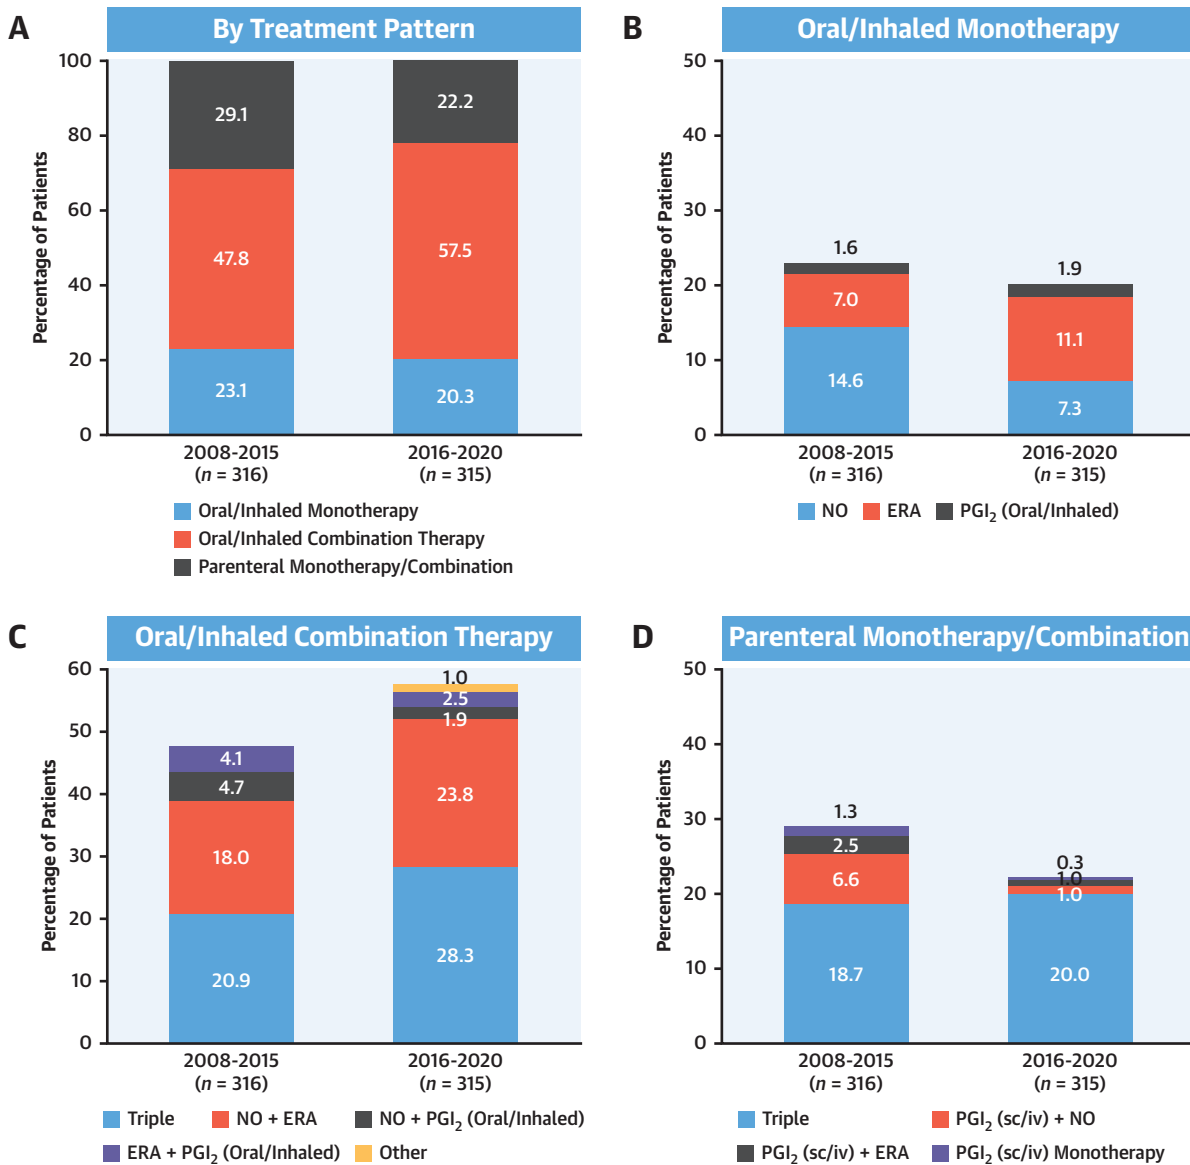 A
By Treatment Pattern
Percentage of Patients
100
80
60
40
20
0
29.1
47.8
23.1
22.2
57.5
20.3
2008-2015
(n = 316)
2016-2020
(n = 315)
Oral/Inhaled Monotherapy
Oral/Inhaled Combination Therapy
Parenteral Monotherapy/Combination
B
Oral/Inhaled Monotherapy
Percentage of Patients
50
40
30
20
10
0
1.6
7.0
14.6
1.9
11.1
7.3
2008-2015
(n = 316)
2016-2020
(n = 315)
NO ERA PGI₂ (Oral/Inhaled)
C
Oral/Inhaled Combination Therapy
Percentage of Patients
60
50
40
30
20
10
0
4.1
4.7
18.0
20.9
1.0
2.5
1.9
23.8
28.3
2008-2015
(n = 316)
2016-2020
(n = 315)
Triple NO + ERA NO + PGI₂ (Oral/Inhaled)
ERA + PGI₂ (Oral/Inhaled) Other
D
Parenteral Monotherapy/Combination
Percentage of Patients
50
40
30
20
10
0
1.3
2.5
6.6
18.7
0.3
1.0
1.0
20.0
2008-2015
(n = 316)
2016-2020
(n = 315)
Triple PGI₂ (sc/iv) + NO
PGI₂ (sc/iv) + ERA PGI₂ (sc/iv) Monotherapy